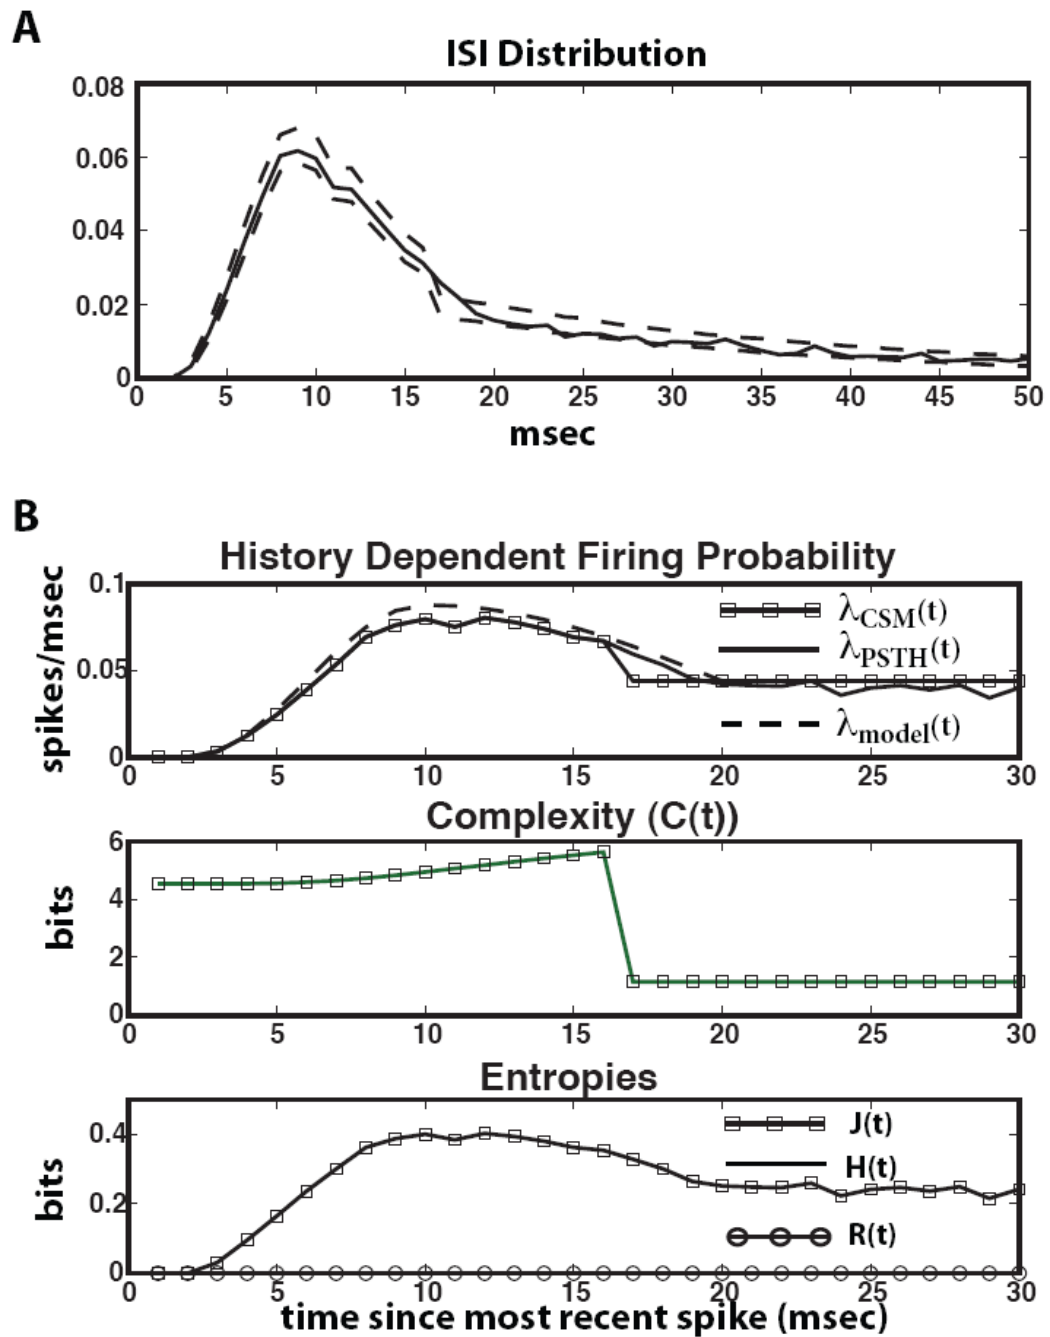 A
ISI Distribution
0.08
0.06
0.04
0.02
0
0 5 10 15 20 25 30 35 40 45 50
msec
B
History Dependent Firing Probability
spikes/msec
0.1
0.05
0
λCSM(t)
λPSTH(t)
λmodel(t)
0 5 10 15 20 25 30
Complexity (C(t))
bits
6
4
2
0
0 5 10 15 20 25 30
Entropies
bits
0.4
0.2
0
J(t)
H(t)
R(t)
0 5 10 15 20 25 30
time since most recent spike (msec)